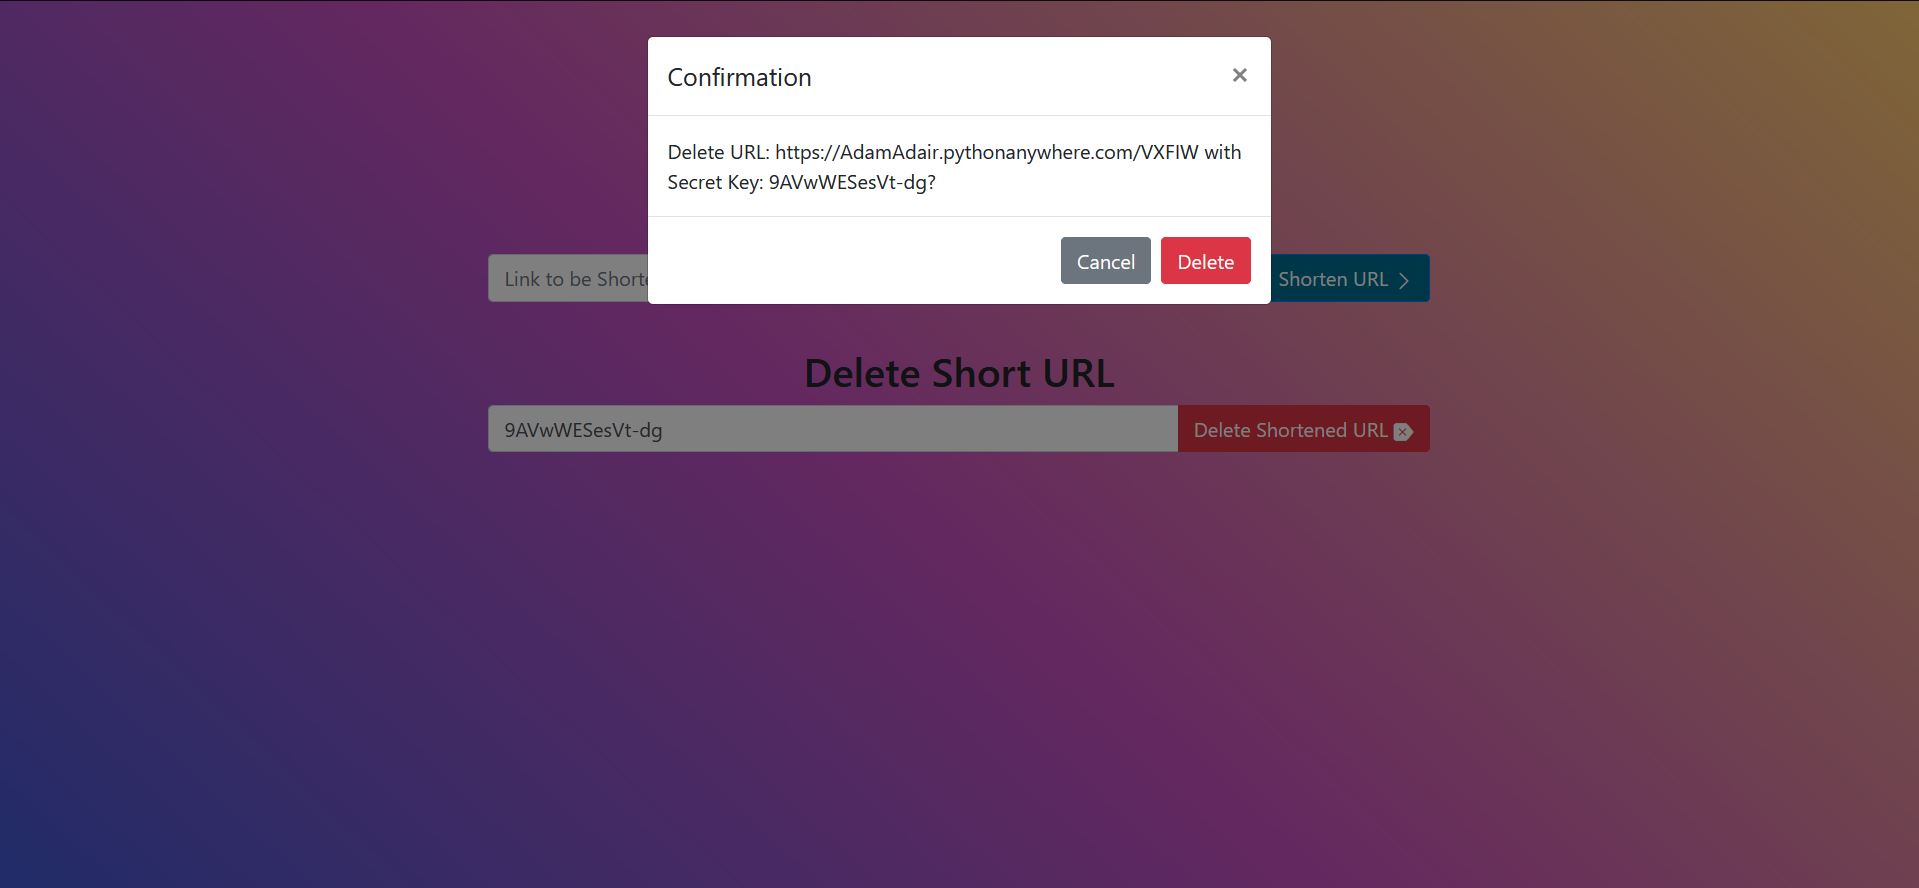 Confirmation
×
Delete URL: https://AdamAdair.pythonanywhere.com/VXFIW with
Secret Key: 9AVwWESesVt-dg?
Cancel Delete
Link to be Shorte
Shorten URL
Delete Short URL
9AVwWESesVt-dg
Delete Shortened URL